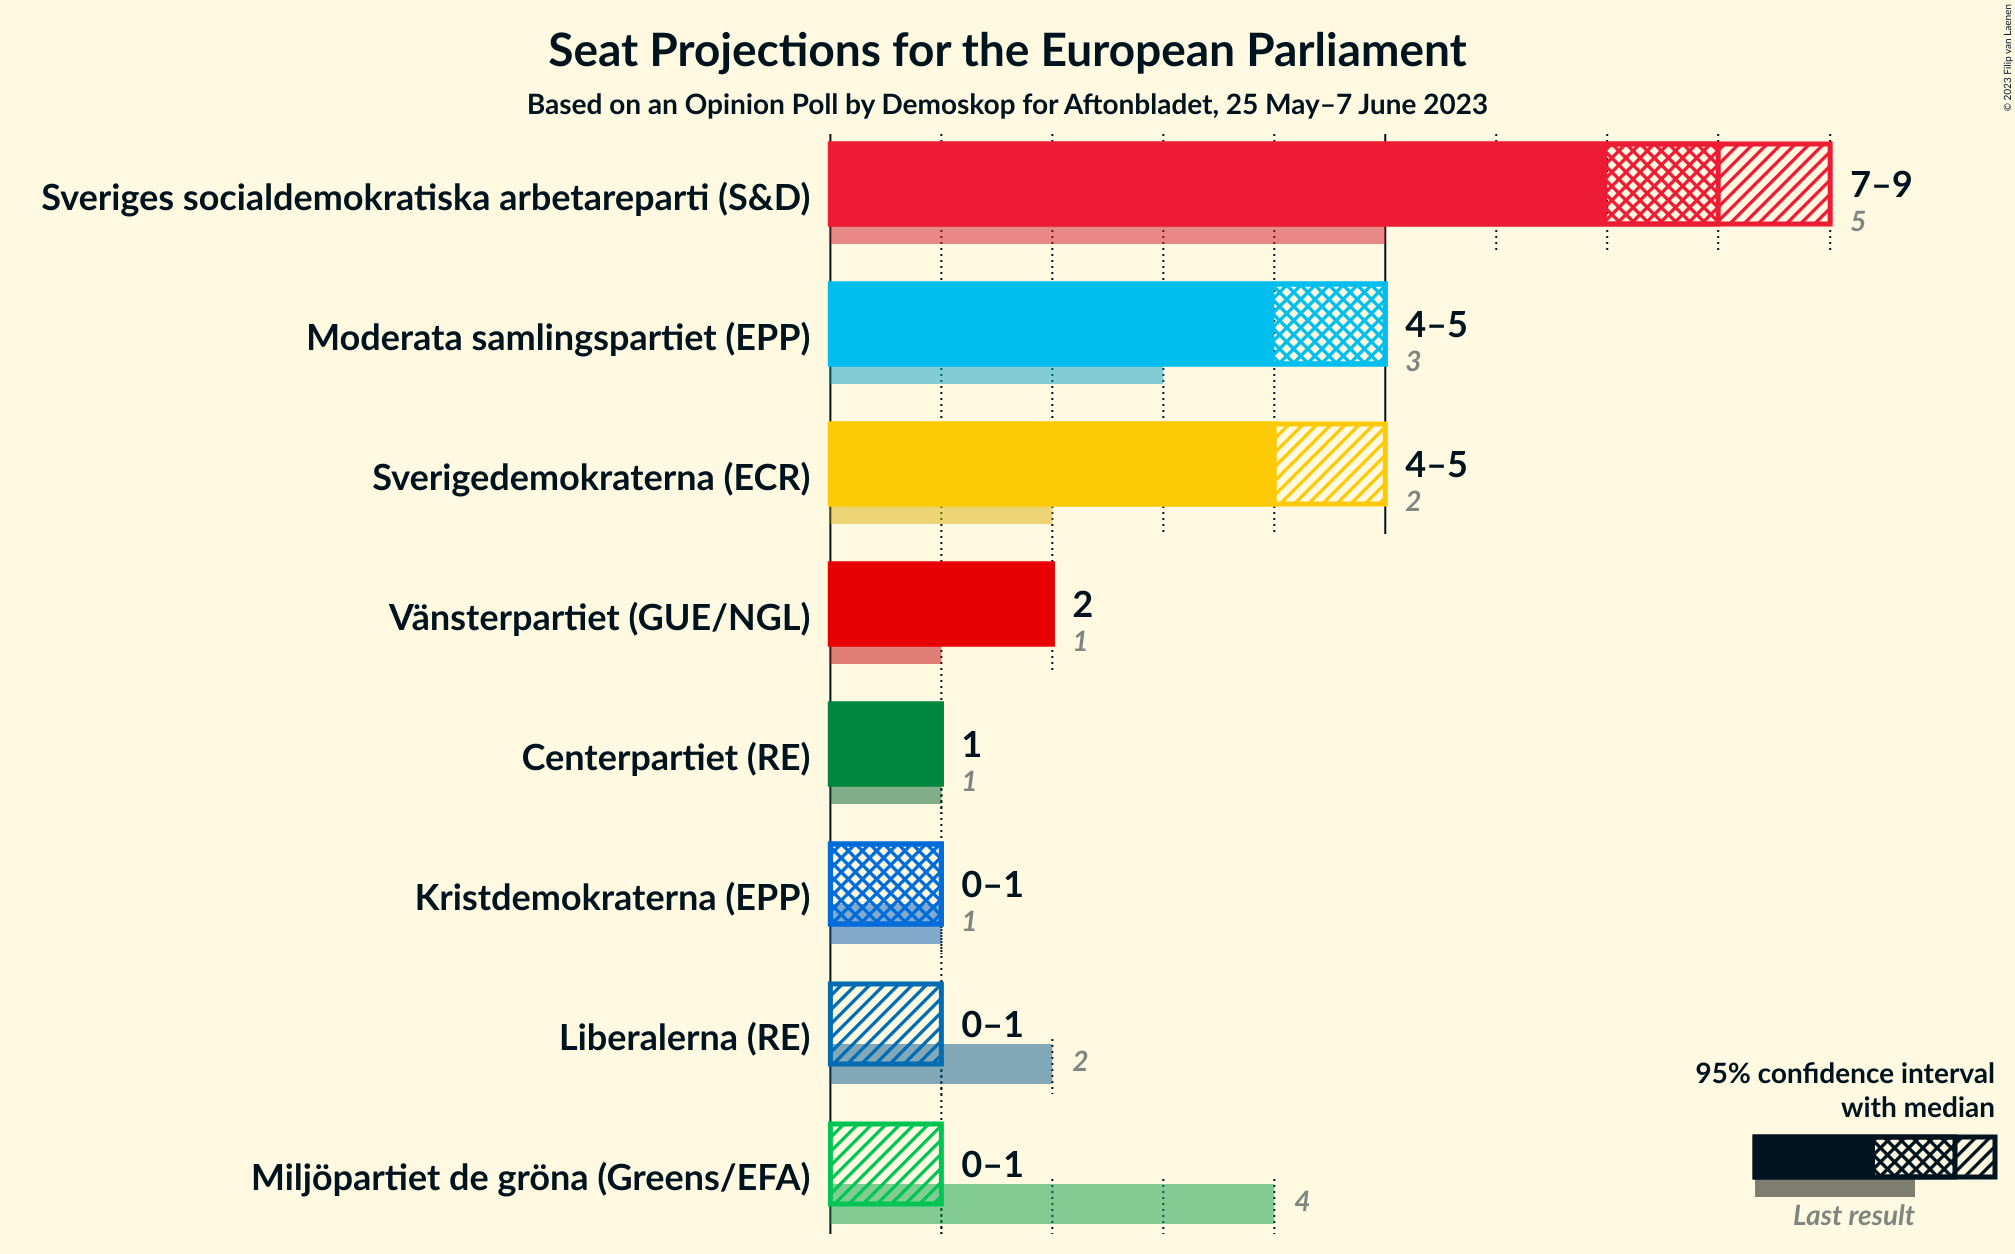 Seat Projections for the European Parliament
Based on an Opinion Poll by Demoskop for Aftonbladet, 25 May–7 June 2023
© 2023 Filip van Laenen
Sveriges socialdemokratiska arbetareparti (S&D)
7–9
5
Moderata samlingspartiet (EPP)
4–5
3
Sverigedemokraterna (ECR)
4–5
2
Vänsterpartiet (GUE/NGL)
2
1
Centerpartiet (RE)
1
1
Kristdemokraterna (EPP)
0–1
1
Liberalerna (RE)
0–1
2
Miljöpartiet de gröna (Greens/EFA)
0–1
4
95% confidence interval
with median
Last result